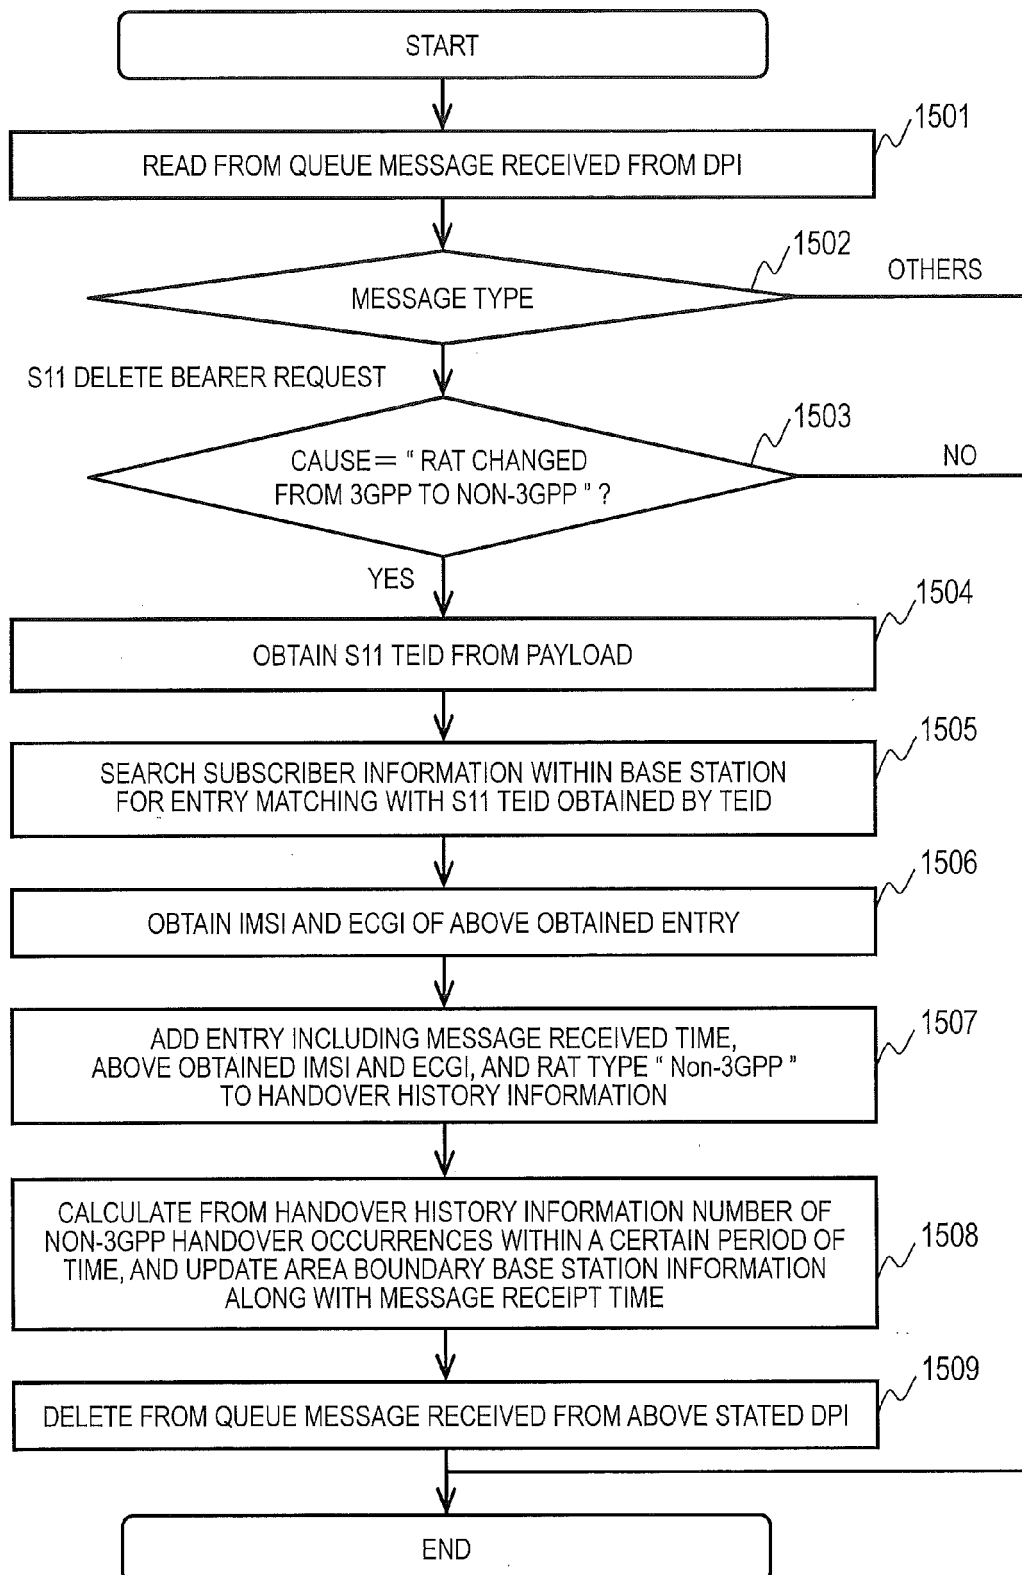 START
1501
READ FROM QUEUE MESSAGE RECEIVED FROM DPI
1502
MESSAGE TYPE
OTHERS
S11 DELETE BEARER REQUEST
1503
CAUSE= " RAT CHANGED
FROM 3GPP TO NON-3GPP " ?
NO
YES
1504
OBTAIN S11 TEID FROM PAYLOAD
1505
SEARCH SUBSCRIBER INFORMATION WITHIN BASE STATION
FOR ENTRY MATCHING WITH S11 TEID OBTAINED BY TEID
1506
OBTAIN IMSI AND ECGI OF ABOVE OBTAINED ENTRY
1507
ADD ENTRY INCLUDING MESSAGE RECEIVED TIME,
ABOVE OBTAINED IMSI AND ECGI, AND RAT TYPE " Non-3GPP "
TO HANDOVER HISTORY INFORMATION
1508
CALCULATE FROM HANDOVER HISTORY INFORMATION NUMBER OF
NON-3GPP HANDOVER OCCURRENCES WITHIN A CERTAIN PERIOD OF
TIME, AND UPDATE AREA BOUNDARY BASE STATION INFORMATION
ALONG WITH MESSAGE RECEIPT TIME
1509
DELETE FROM QUEUE MESSAGE RECEIVED FROM ABOVE STATED DPI
END